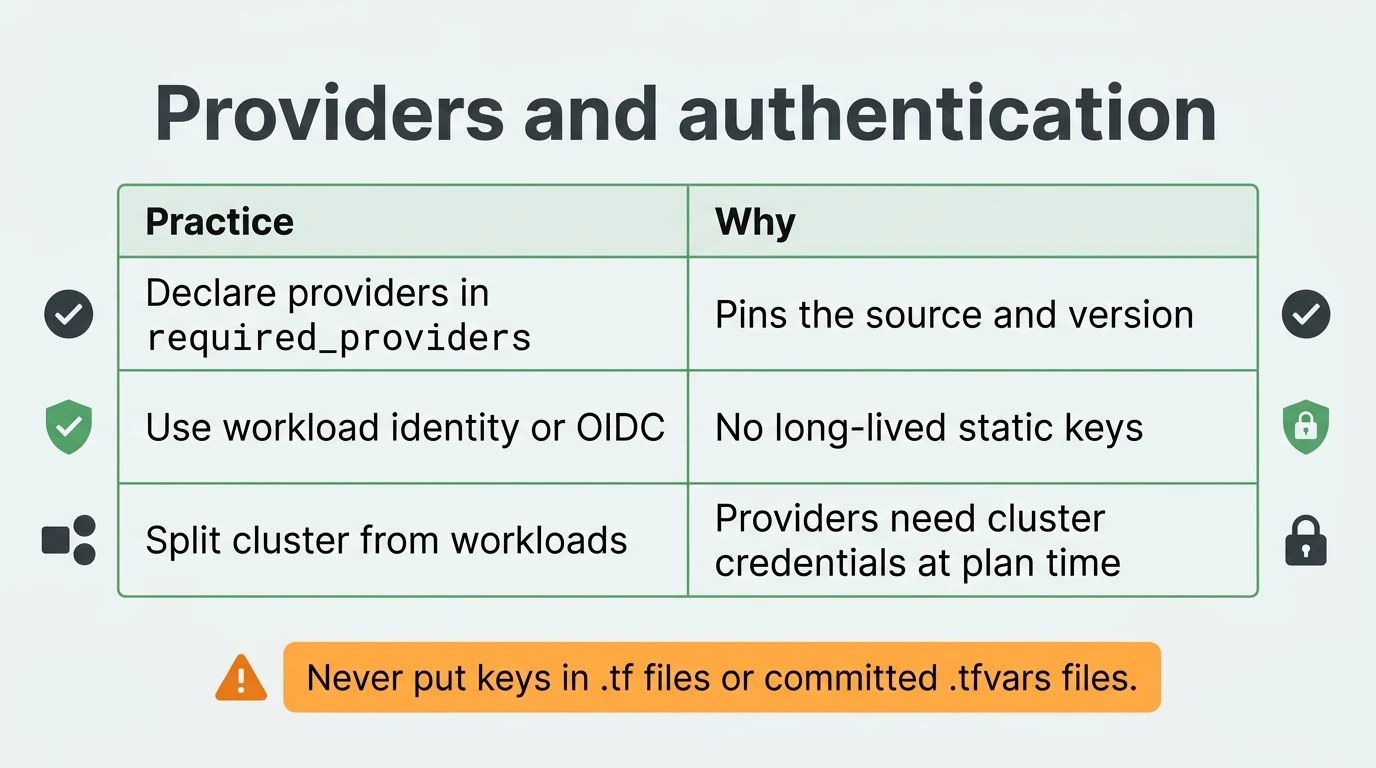 Providers and authentication
Practice
Why
Declare providers in
required_providers
Pins the source and version
Use workload identity or OIDC
No long-lived static keys
Split cluster from workloads
Providers need cluster
credentials at plan time
Never put keys in .tf files or committed .tfvars files.